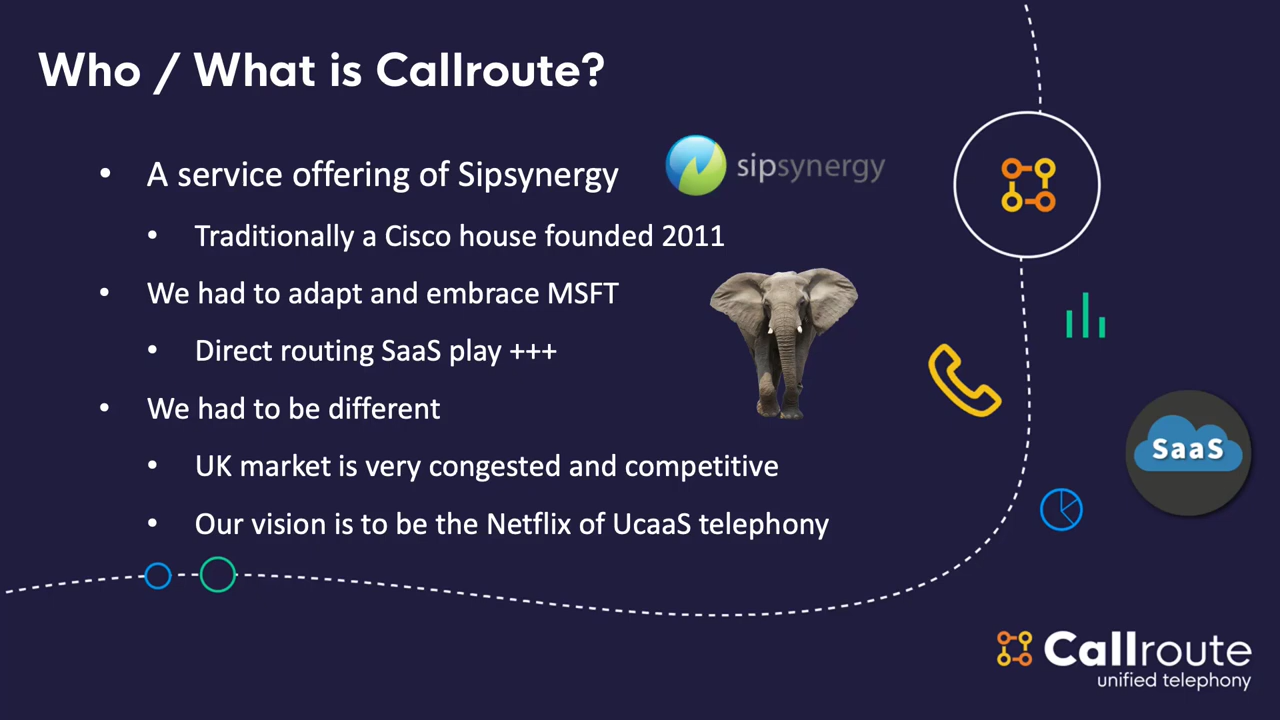 Who / What is Callroute?
• A service offering of Sipsynergy
sipsynergy
• Traditionally a Cisco house founded 2011
• We had to adapt and embrace MSFT
• Direct routing SaaS play +++
• We had to be different
SaaS
• UK market is very congested and competitive
• Our vision is to be the Netflix of UcaaS telephony
Callroute
unified telephony